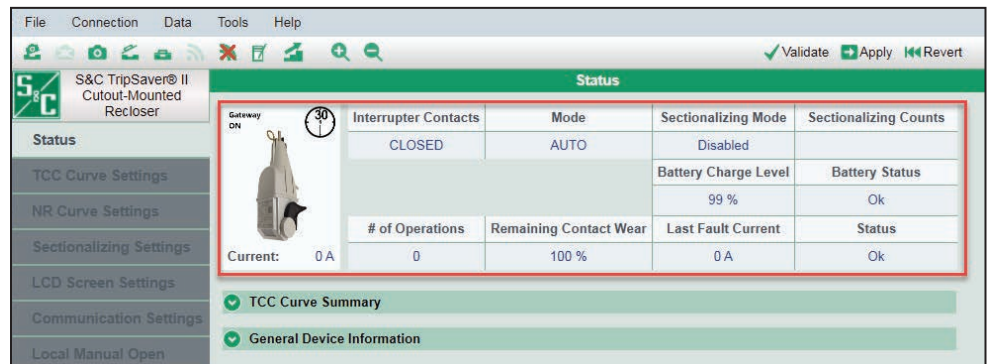 File Connection Data Tools Help
Validate Apply Revert
S&C
S&C TripSaver® II
Cutout-Mounted
Recloser
Status
TCC Curve Settings
NR Curve Settings
Sectionalizing Settings
LCD Screen Settings
Communication Settings
Local Manual Open
Status
Gateway
ON
30
Interrupter Contacts Mode Sectionalizing Mode Sectionalizing Counts
CLOSED AUTO Disabled
Battery Charge Level Battery Status
99 % Ok
# of Operations Remaining Contact Wear Last Fault Current Status
Current: 0 A 0 100 % 0 A Ok
TCC Curve Summary
General Device Information